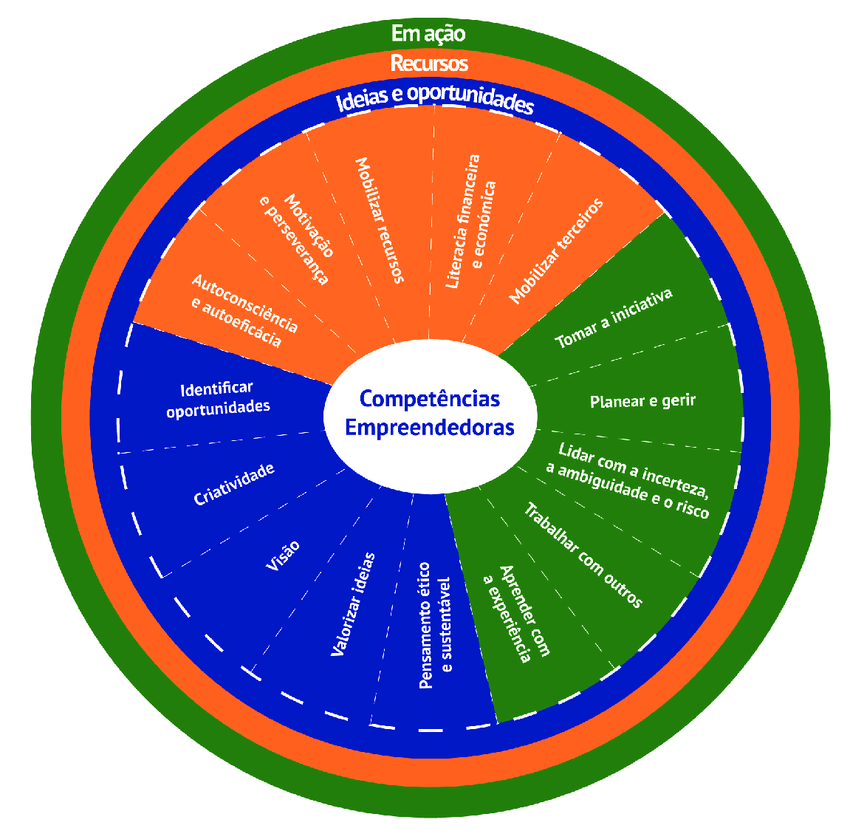 Em ação
Recursos
Ideias e oportunidades
Autoconsciência
e autoeficácia
Motivação
e perseverança
Mobilizar recursos
Literacia financeira
e económica
Mobilizar terceiros
Tomar a iniciativa
Planear e gerir
Lidar com a incerteza,
a ambiguidade e o risco
Trabalhar com outros
Aprender com
a experiência
Pensamento ético
e sustentável
Valorizar ideias
Visão
Criatividade
Identificar
oportunidades
Competências
Empreendedoras